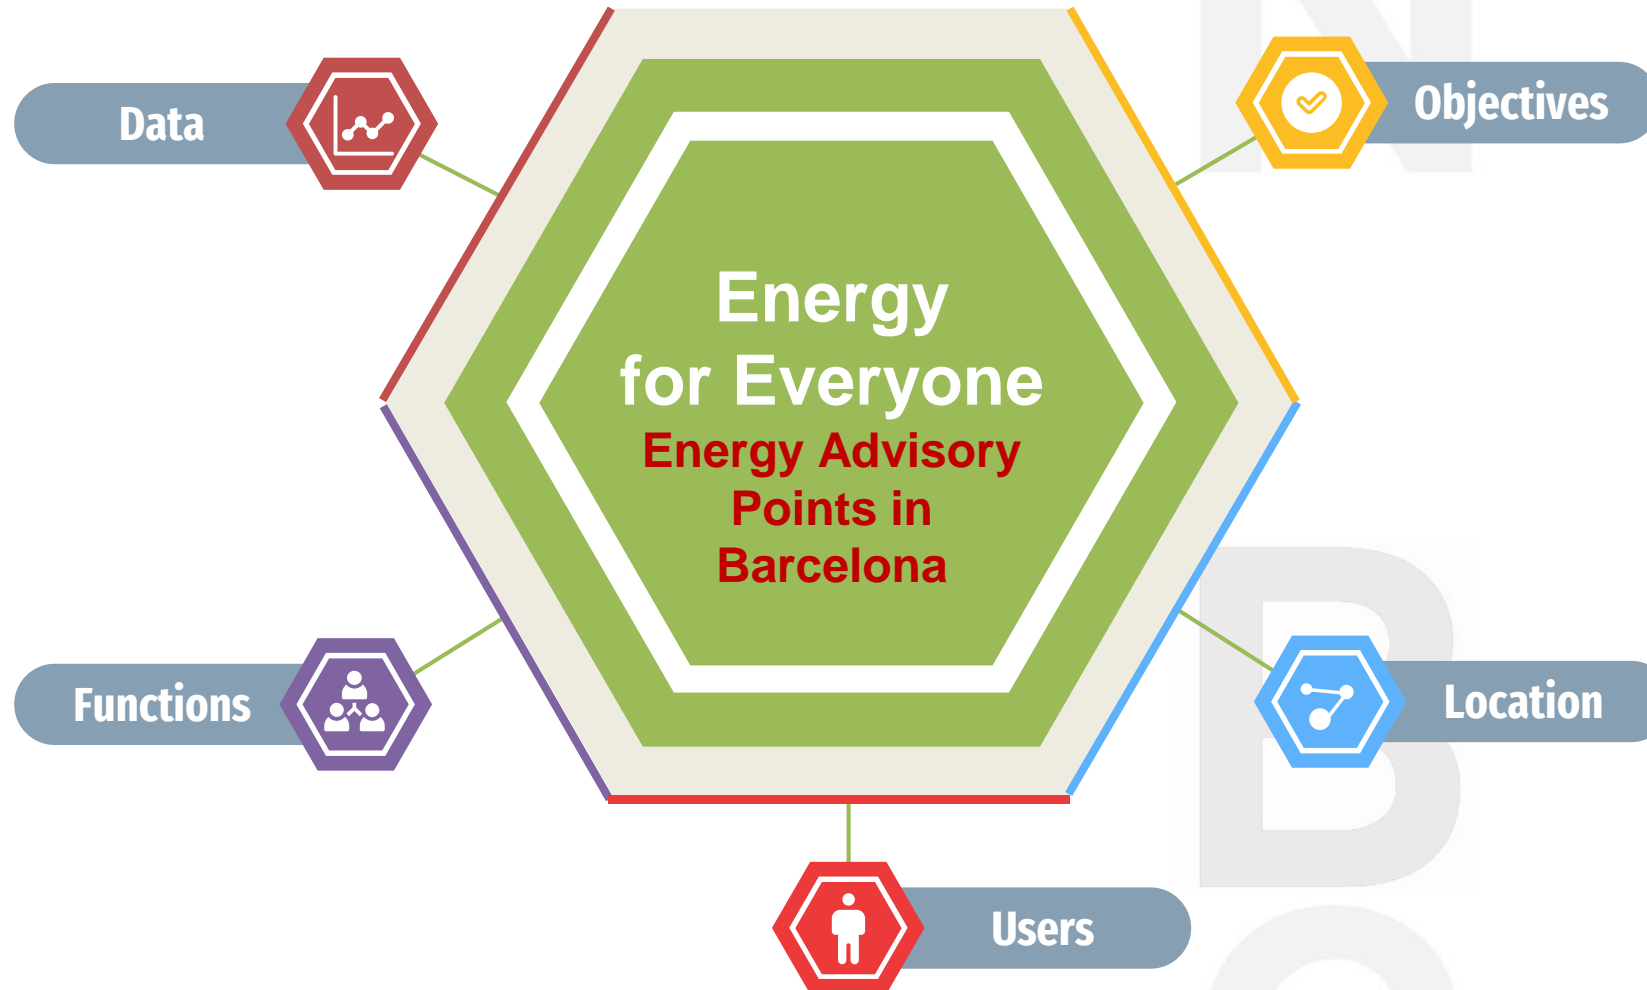 Data
Objectives
Energy
for Everyone
Energy Advisory
Points in
Barcelona
Functions
Location
Users
N
B